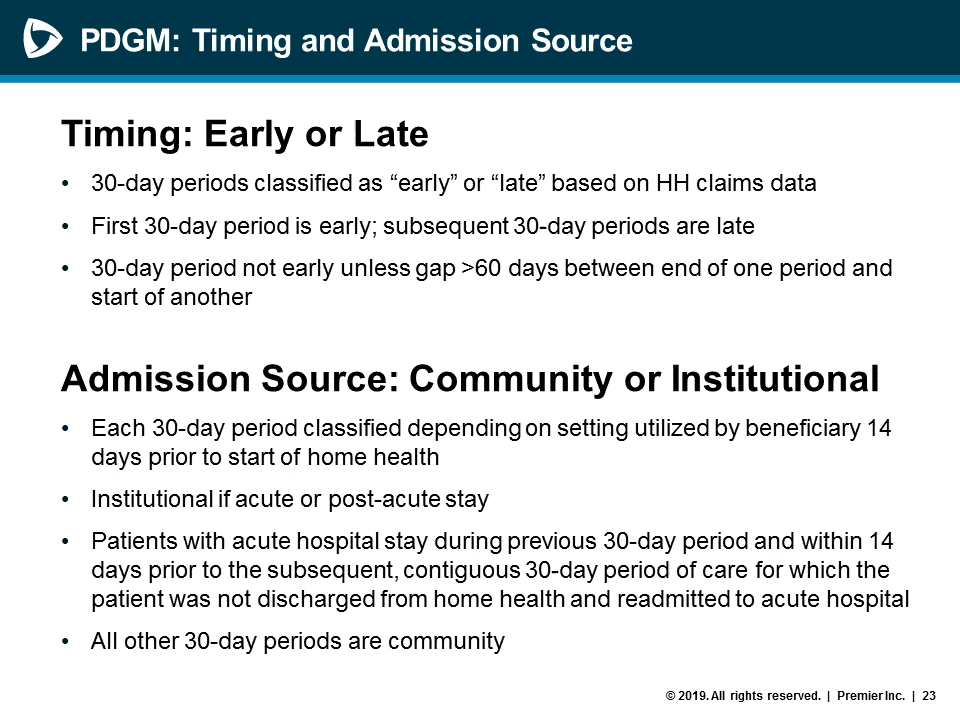 PDGM: Timing and Admission Source
Timing: Early or Late
• 30-day periods classified as “early” or “late” based on HH claims data
• First 30-day period is early; subsequent 30-day periods are late
• 30-day period not early unless gap >60 days between end of one period and
start of another
Admission Source: Community or Institutional
• Each 30-day period classified depending on setting utilized by beneficiary 14
days prior to start of home health
• Institutional if acute or post-acute stay
• Patients with acute hospital stay during previous 30-day period and within 14
days prior to the subsequent, contiguous 30-day period of care for which the
patient was not discharged from home health and readmitted to acute hospital
• All other 30-day periods are community
© 2019. All rights reserved. | Premier Inc. | 23